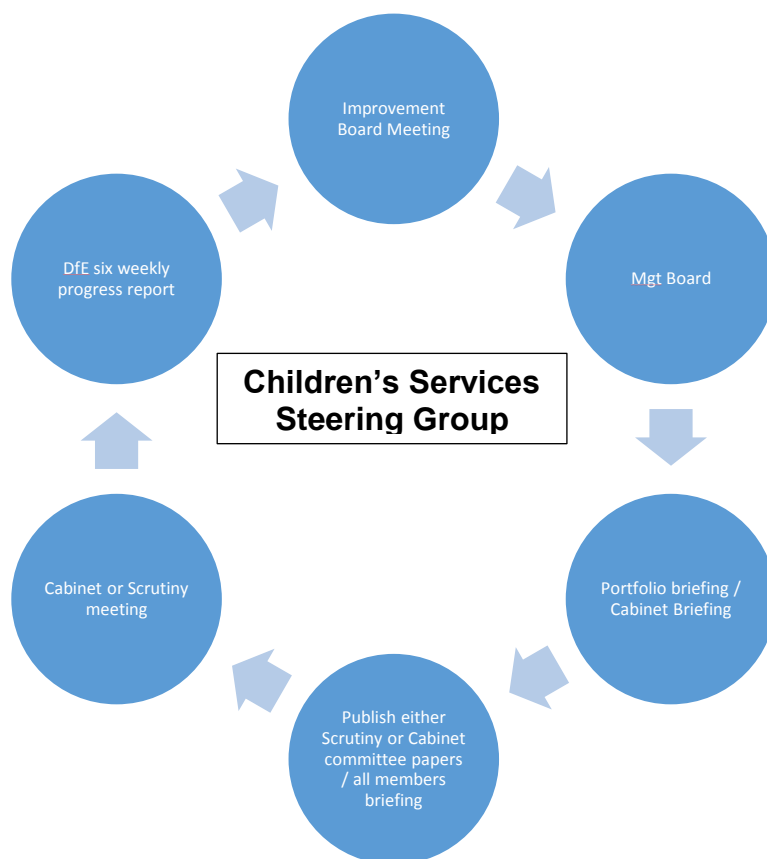 Improvement
Board Meeting
Mgt Board
Portfolio briefing /
Cabinet Briefing
Publish either
Scrutiny or Cabinet
committee papers
/ all members
briefing
Cabinet or Scrutiny
meeting
DfE six weekly
progress report
Children’s Services
Steering Group